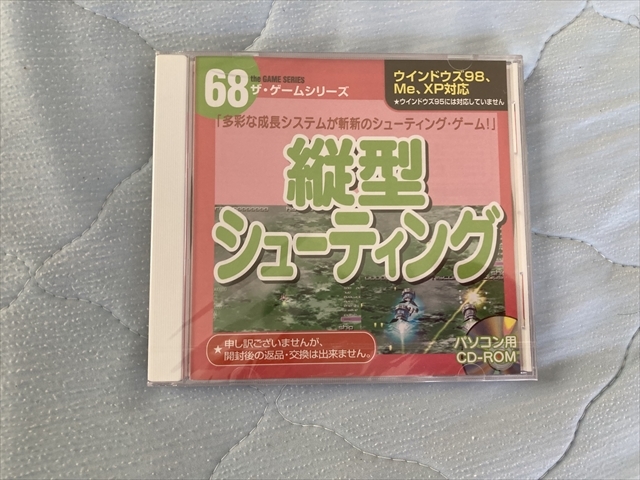 68
the GAME SERIES
ザ・ゲームシリーズ
ウインドウズ98、
Me、XP対応
★ウインドウズ95には対応していません
「多彩な成長システムが斬新のシューティング・ゲーム!」
縦型
シューティング
ship
★申し訳ございませんが、
開封後の返品・交換は出来ません。
パソコン用
CD-ROM